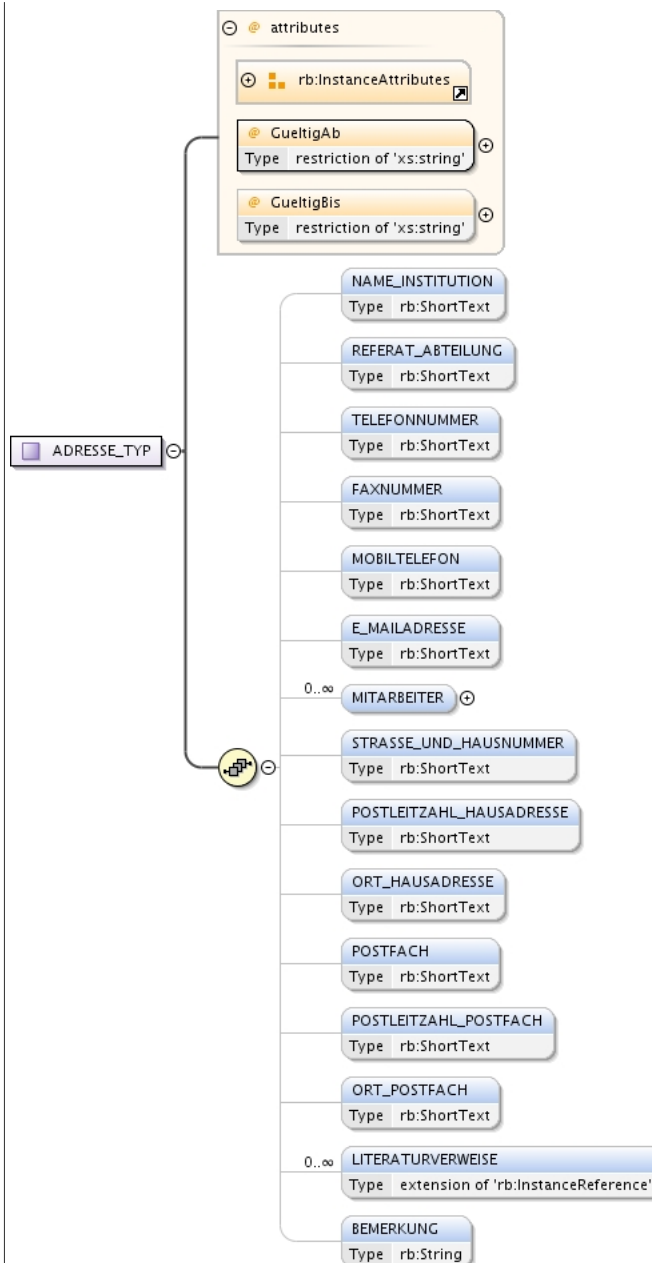 attributes
rb:InstanceAttributes
GueltigAb
Type restriction of 'xs:string'
GueltigBis
Type restriction of 'xs:string'
ADRESSE_TYP
NAME_INSTITUTION
Type rb:ShortText
REFERAT_ABTEILUNG
Type rb:ShortText
TELEFONNUMMER
Type rb:ShortText
FAXNUMMER
Type rb:ShortText
MOBILTELEFON
Type rb:ShortText
E_MAILADRESSE
Type rb:ShortText
0..∞ MITARBEITER
STRASSE_UND_HAUSNUMMER
Type rb:ShortText
POSTLEITZAHL_HAUSADRESSE
Type rb:ShortText
ORT_HAUSADRESSE
Type rb:ShortText
POSTFACH
Type rb:ShortText
POSTLEITZAHL_POSTFACH
Type rb:ShortText
ORT_POSTFACH
Type rb:ShortText
0..∞ LITERATURVERWEISE
Type extension of 'rb:InstanceReference'
BEMERKUNG
Type rb:String